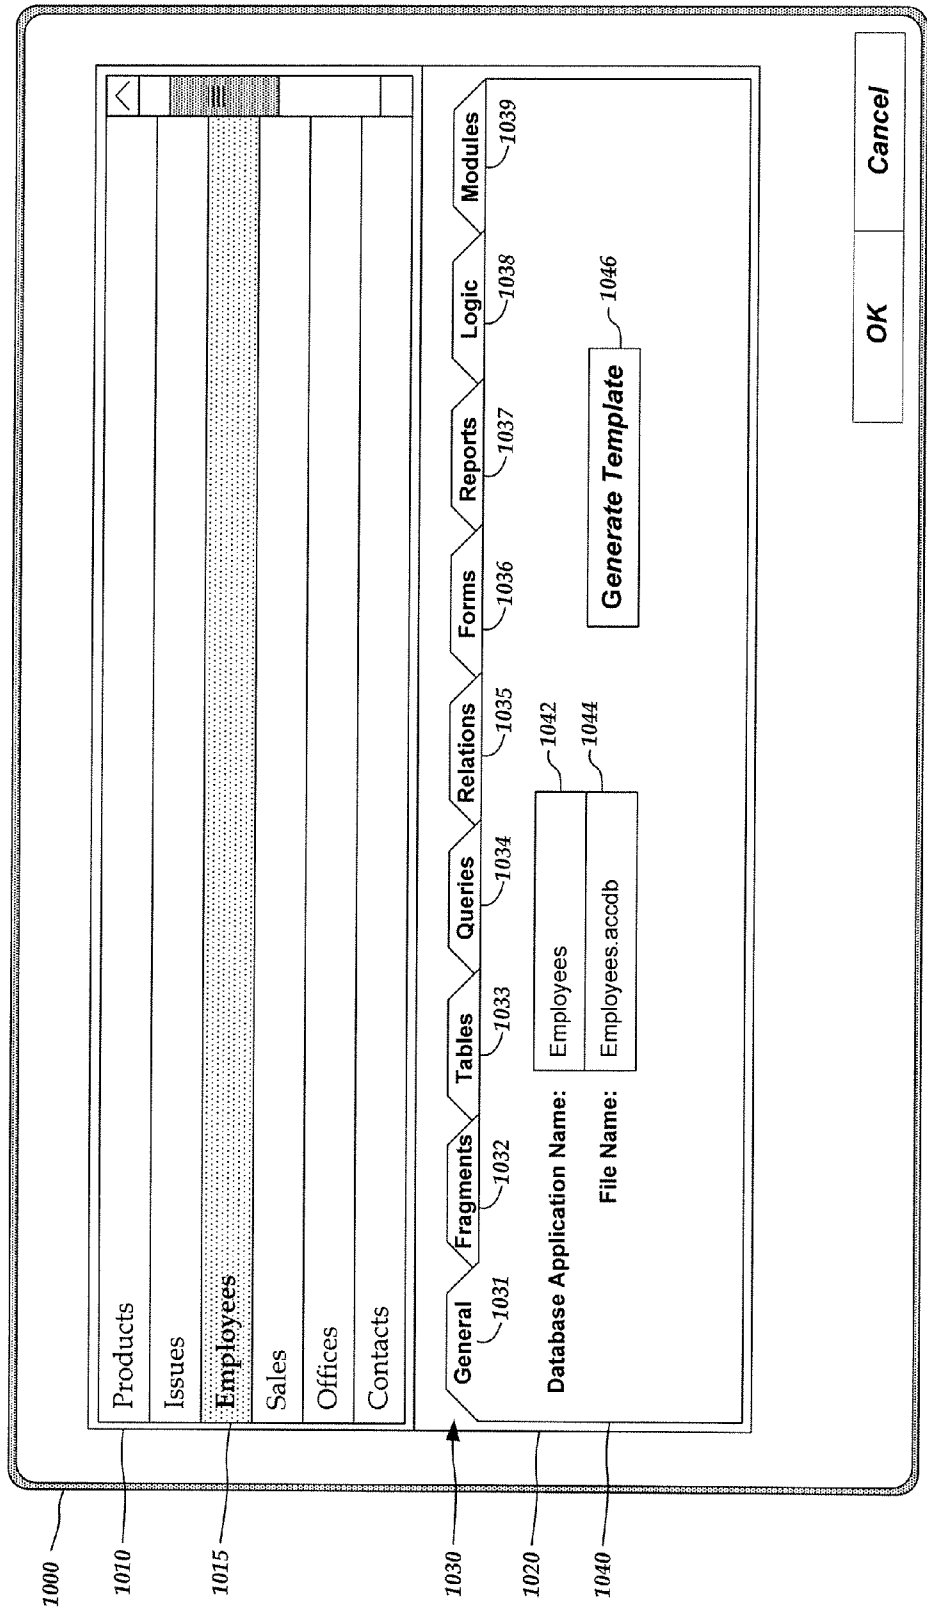 1000
1010
1015
Products
Issues
Employees
Sales
Offices
Contacts
1030
General
Fragments
Tables
Queries
Relations
Forms
Reports
Logic
Modules
1031
1032
1033
1034
1035
1036
1037
1038
1039
1020
1040
Database Application Name: Employees
1042
File Name: Employees.accdb
1044
Generate Template
1046
OK
Cancel